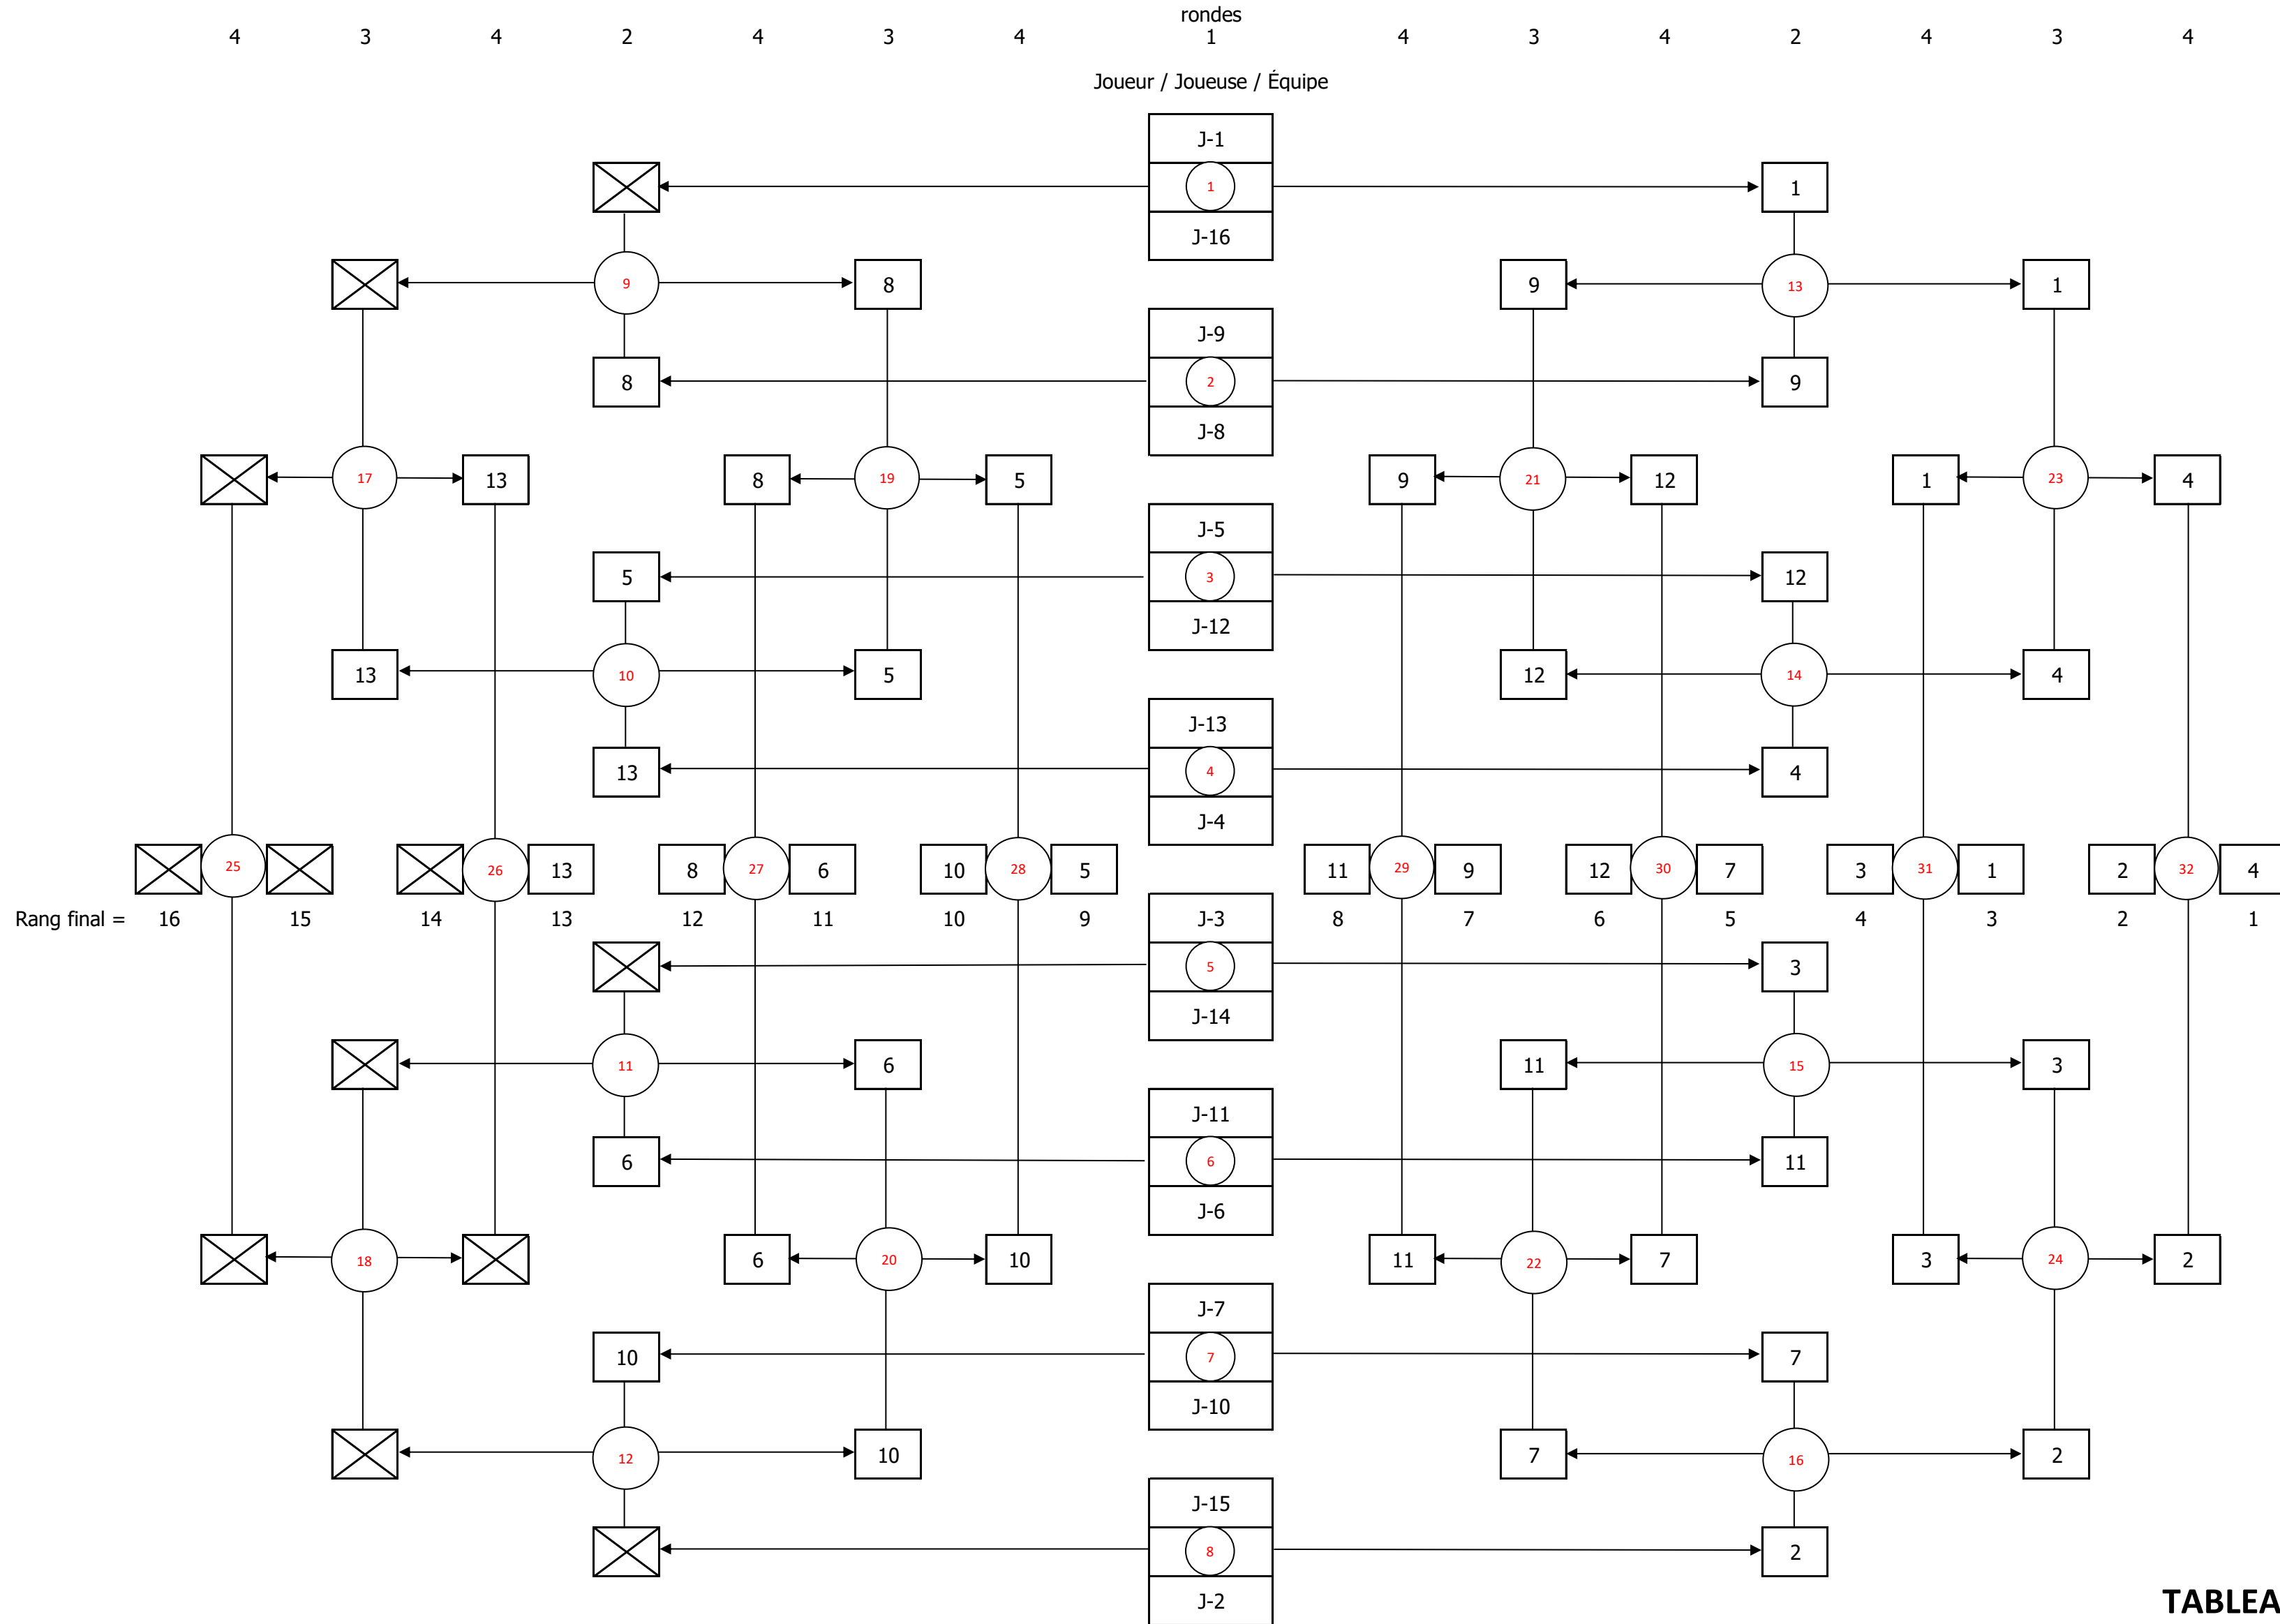 rondes
4 3 4 2 4 3 4 1 4 3 4 2 4 3 4
Joueur / Joueuse / Équipe
J-1
1 1
J-16
9 8 9 13 1
J-9
8 2 9
J-8
17 13 8 19 5 9 21 12 1 23 4
J-5
5 3 12
J-12
13 10 5 12 14 4
J-13
13 4 4
J-4
25 26 13 8 27 6 10 28 5 11 29 9 12 30 7 3 31 1 2 32 4
Rang final = 16 15 14 13 12 11 10 9 J-3 8 7 6 5 4 3 2 1
5 3
J-14
11 6 11 15 3
J-11
6 6 11
J-6
18 6 20 10 11 22 7 3 24 2
J-7
10 7 7
J-10
12 10 7 16 2
J-15
8 2
J-2
TABLEA